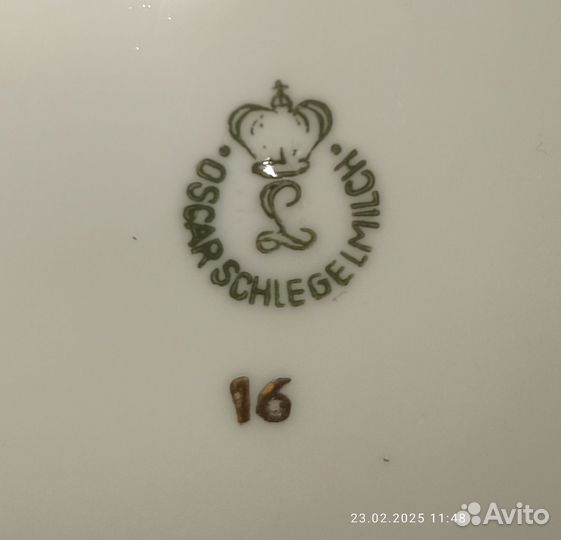 • OSCAR SCHLEGELMILCH •
L
16
23.02.2025 11:48
Avito